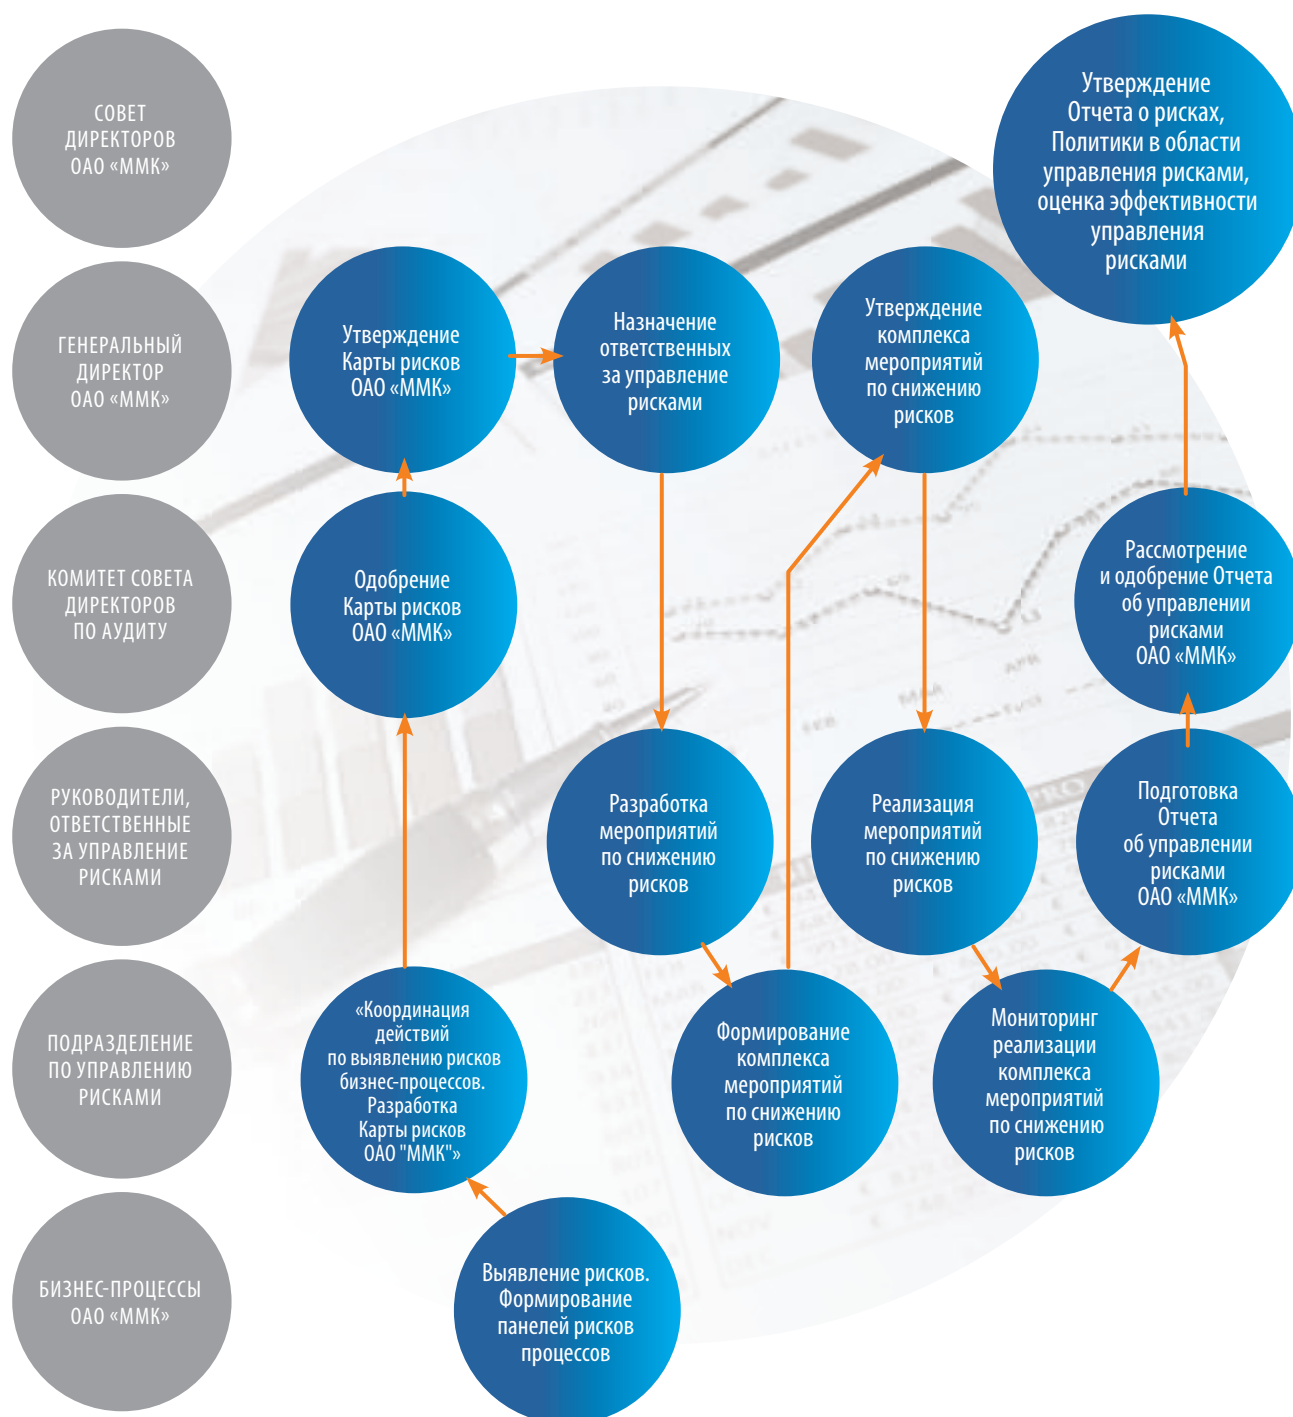 СОВЕТ
ДИРЕКТОРОВ
ОАО «ММК»
Утверждение
Отчета о рисках,
Политики в области
управления рисками,
оценка эффективности
управления
рисками
ГЕНЕРАЛЬНЫЙ
ДИРЕКТОР
ОАО «ММК»
Утверждение
Карты рисков
ОАО «ММК»
Назначение
ответственных
за управление
рисками
Утверждение
комплекса
мероприятий
по снижению
рисков
КОМИТЕТ СОВЕТА
ДИРЕКТОРОВ
ПО АУДИТУ
Одобрение
Карты рисков
ОАО «ММК»
Рассмотрение
и одобрение Отчета
об управлении
рисками
ОАО «ММК»
РУКОВОДИТЕЛИ,
ОТВЕТСТВЕННЫЕ
ЗА УПРАВЛЕНИЕ
РИСКАМИ
Разработка
мероприятий
по снижению
рисков
Реализация
мероприятий
по снижению
рисков
Подготовка
Отчета
об управлении
рисками
ОАО «ММК»
ПОДРАЗДЕЛЕНИЕ
ПО УПРАВЛЕНИЮ
РИСКАМИ
«Координация
действий
по выявлению рисков
бизнес-процессов.
Разработка
Карты рисков
ОАО "ММК"»
Формирование
комплекса
мероприятий
по снижению
рисков
Мониторинг
реализации
комплекса
мероприятий
по снижению
рисков
БИЗНЕС-ПРОЦЕССЫ
ОАО «ММК»
Выявление рисков.
Формирование
панелей рисков
процессов
FEB
MAR
APR
NOV
DEC